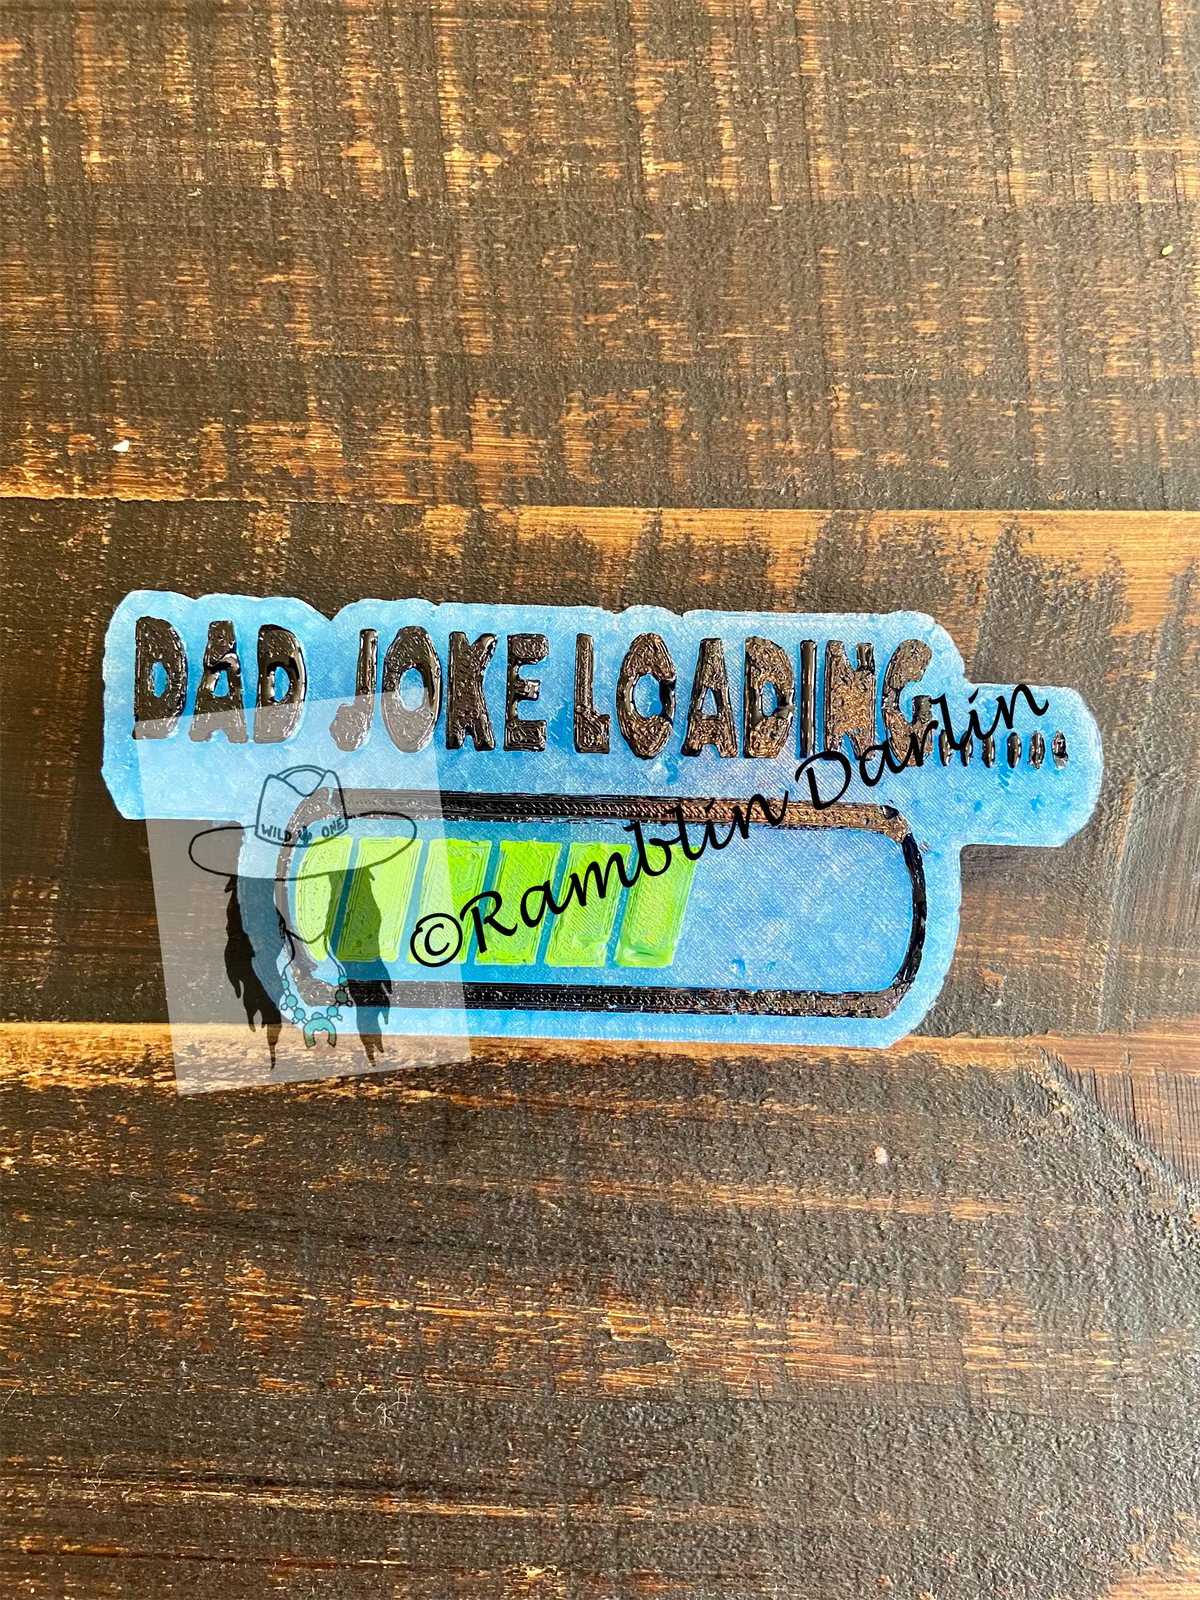 DAD JOKE LOADING......
WILD ONE
©Ramblin Darlin